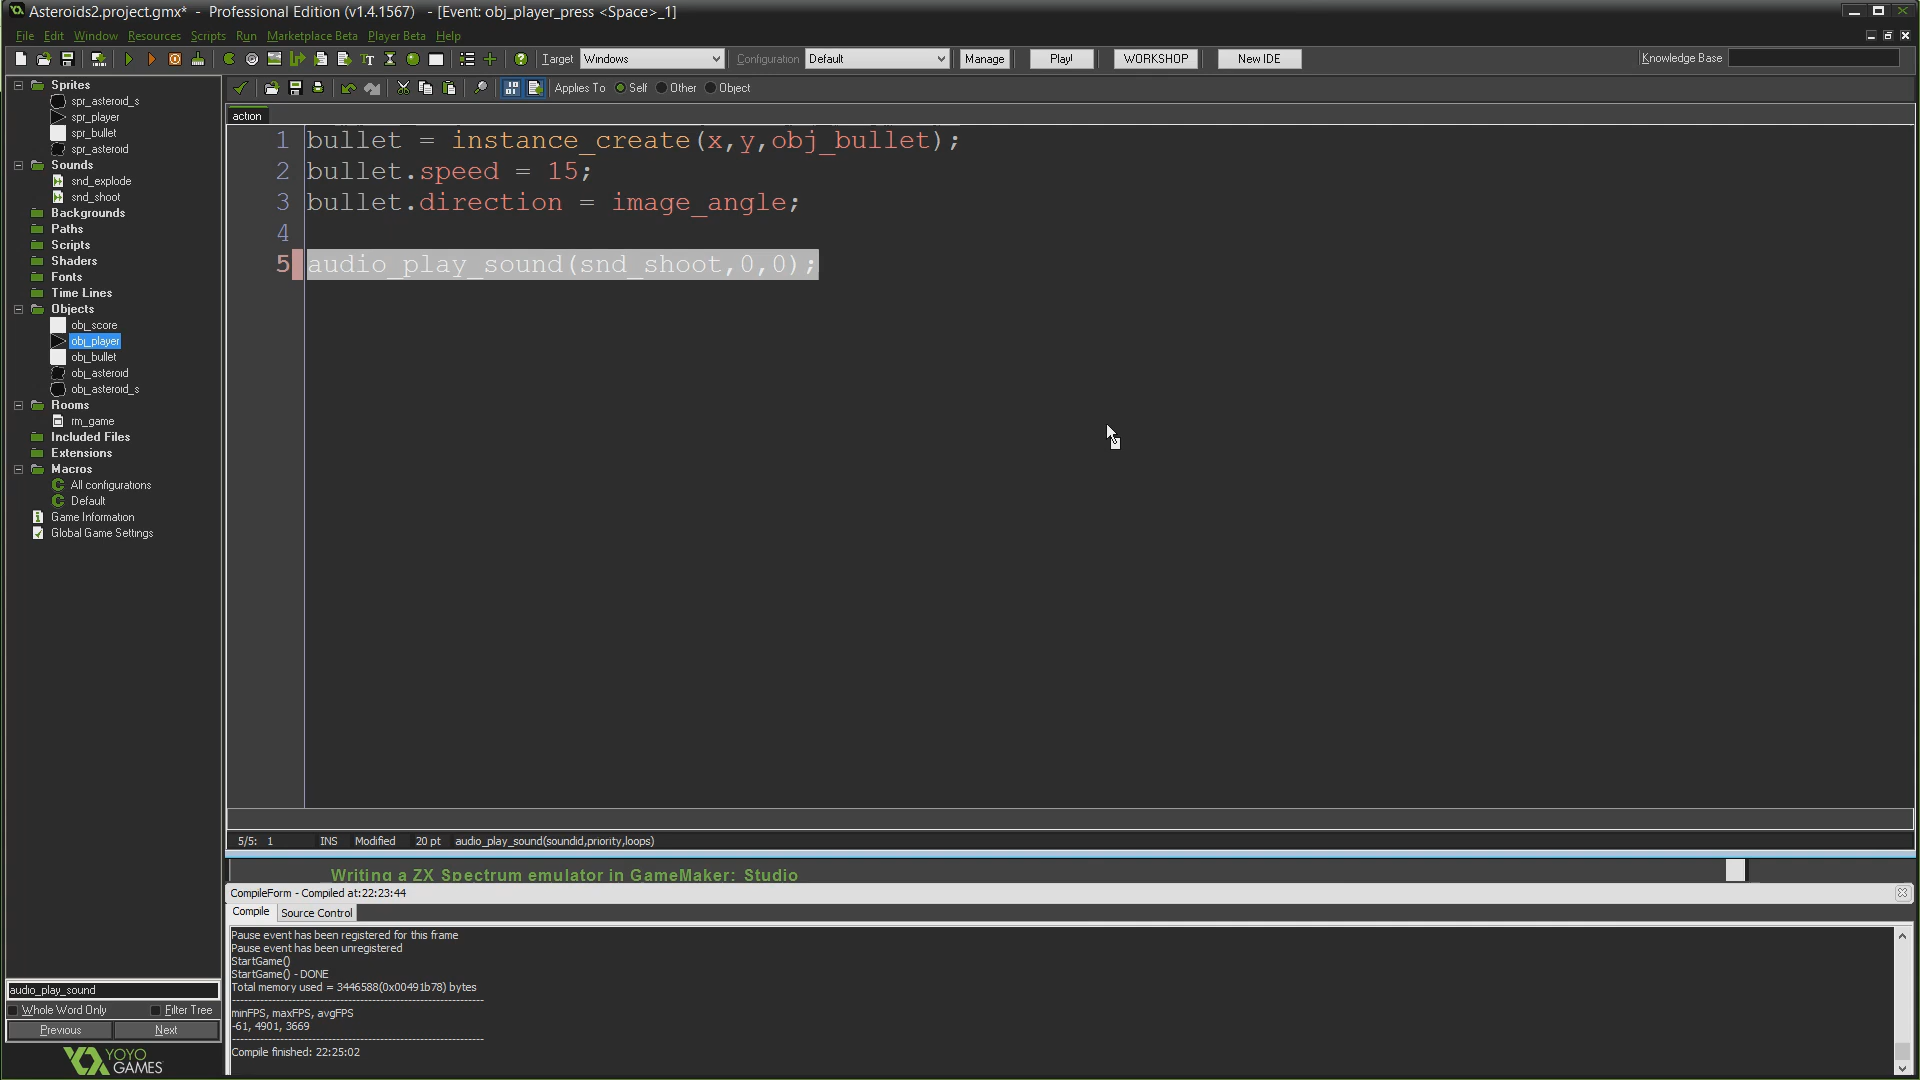 Asteroids2.project.gmx* - Professional Edition (v1.4.1567) - [Event: obj_player_press <Space>_1]
File Edit Window Resources Scripts Run Marketplace Beta Player Beta Help
Target Windows Configuration Default Manage Play! WORKSHOP New IDE Knowledge Base
Applies To Self Other Object
action
Sprites
spr_asteroid_s
spr_player
spr_bullet
spr_asteroid
Sounds
snd_explode
snd_shoot
Backgrounds
Paths
Scripts
Shaders
Fonts
Time Lines
Objects
obj_score
obj_player
obj_bullet
obj_asteroid
obj_asteroid_s
Rooms
rm_game
Included Files
Extensions
Macros
All configurations
Default
Game Information
Global Game Settings
audio_play_sound
Whole Word Only Filter Tree
Previous Next
YOYO
GAMES
1 bullet = instance_create(x,y,obj_bullet);
2 bullet.speed = 15;
3 bullet.direction = image_angle;
4
5 audio_play_sound(snd_shoot,0,0);
5/5: 1 INS Modified 20 pt audio_play_sound(soundid,priority,loops)
Writing a ZX Spectrum emulator in GameMaker: Studio
CompileForm - Compiled at:22:23:44
Compile Source Control
Pause event has been registered for this frame
Pause event has been unregistered
StartGame()
StartGame() - DONE
Total memory used = 3446588(0x00491b78) bytes
minFPS, maxFPS, avgFPS
-61, 4901, 3669
Compile finished: 22:25:02